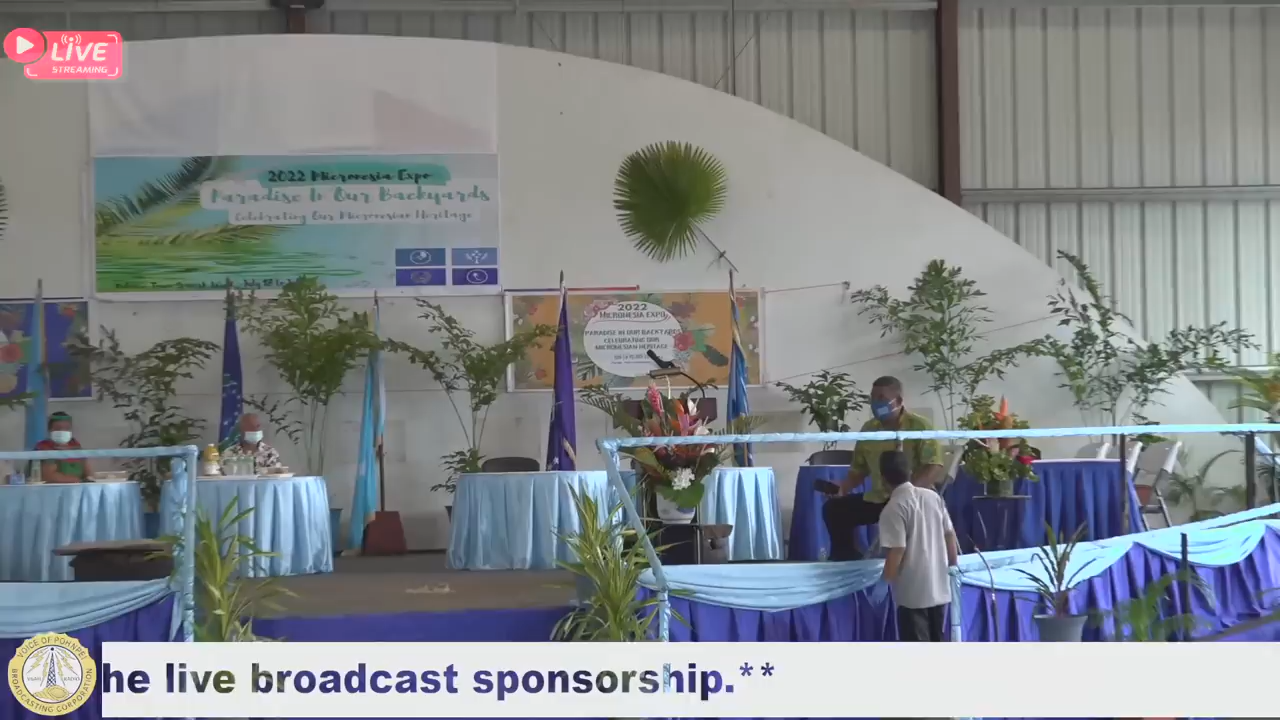 LIVE
STREAMING
2022 Micronesia Expo
Paradise In Our Backyards
Celebrating Our Micronesian Heritage
2022
MICRONESIA EXPO
PARADISE IN OUR BACKYARDS
CELEBRATING OUR
MICRONESIAN HERITAGE
VOICE OF POHNPEI
BROADCASTING CORPORATION
he live broadcast sponsorship.**